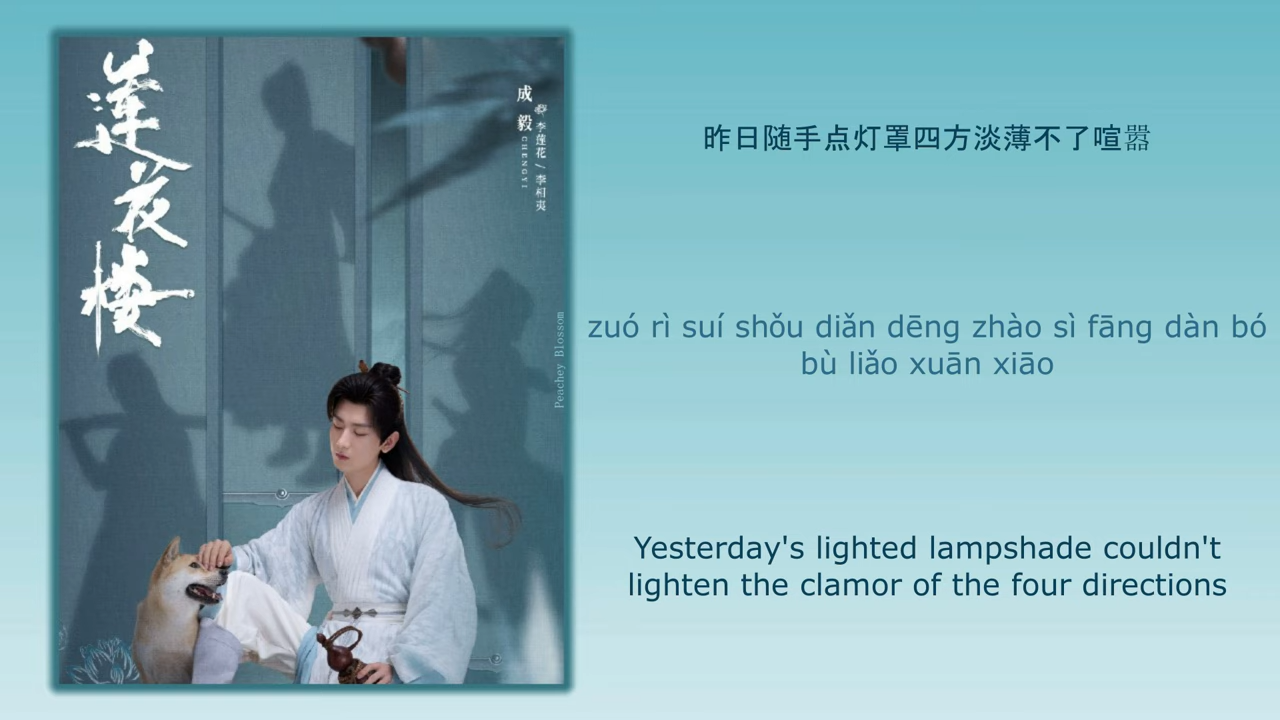 莲花楼
成毅
CHENGYI
饰
李莲花 / 李相夷
Peachey Blossom
昨日随手点灯罩四方淡薄不了喧嚣
zuó rì suí shǒu diǎn dēng zhào sì fāng dàn bó
bù liǎo xuān xiāo
Yesterday's lighted lampshade couldn't
lighten the clamor of the four directions